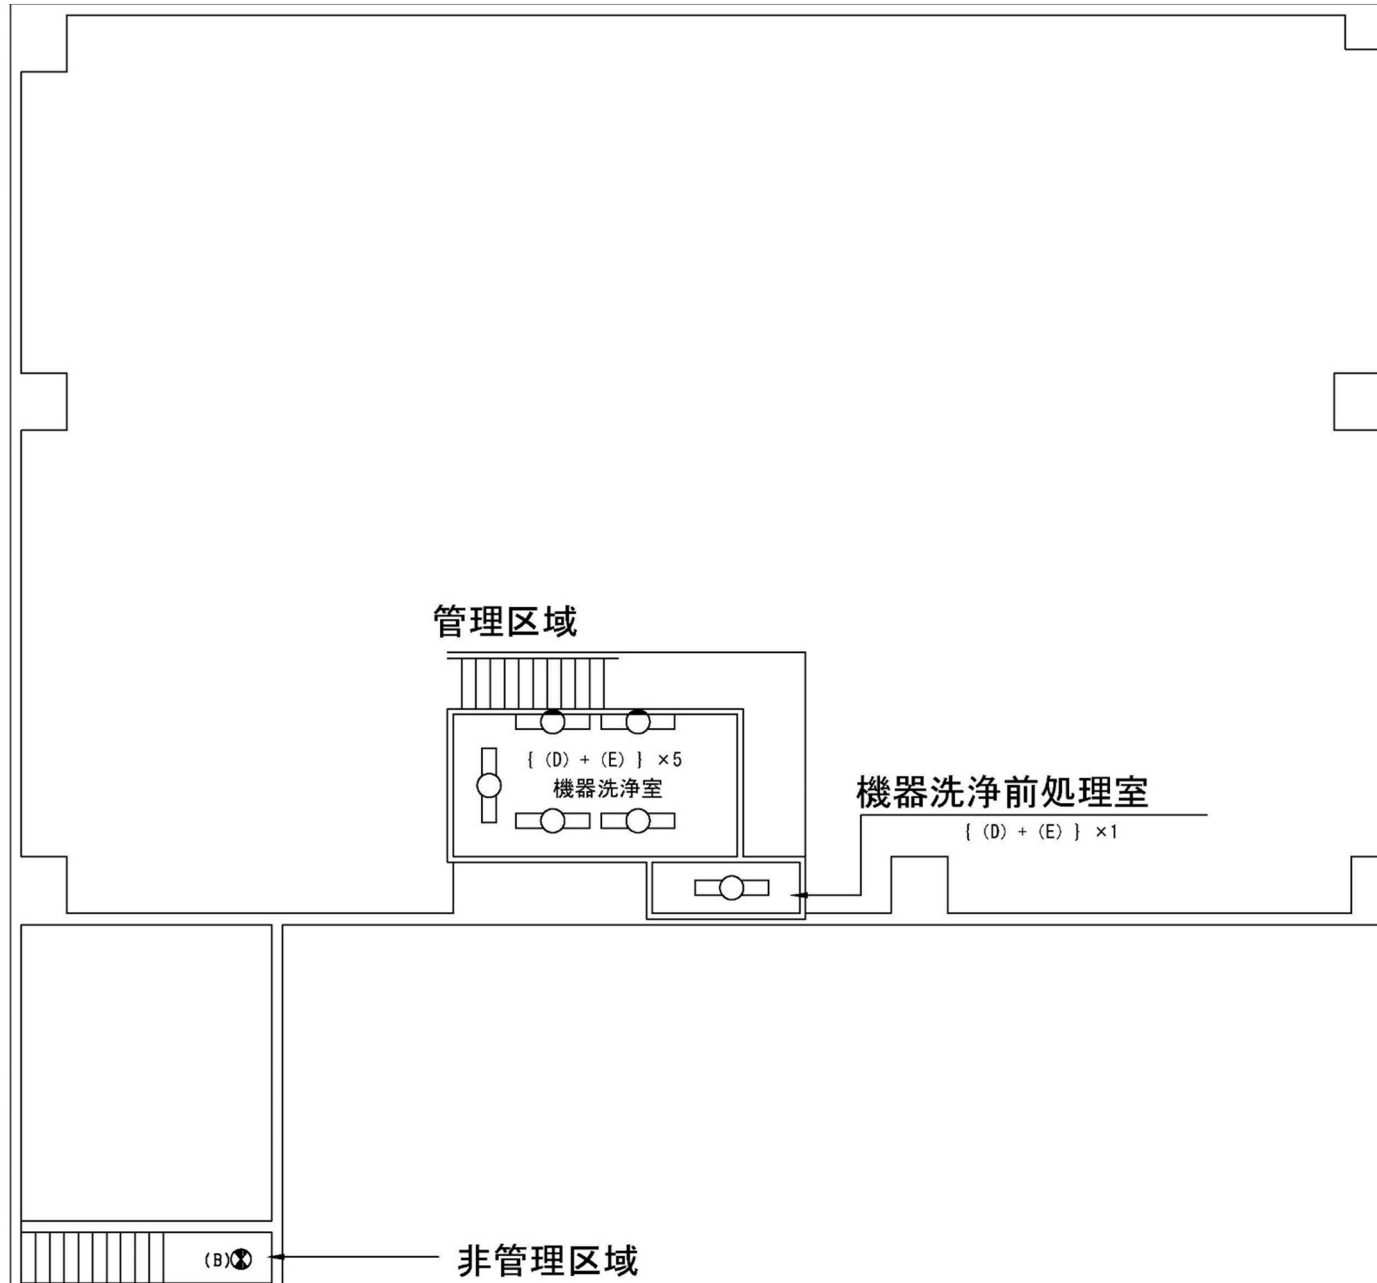 管理区域
{ (D) + (E) } ×5
機器洗浄室
機器洗浄前処理室
{ (D) + (E) } ×1
(B)
非管理区域